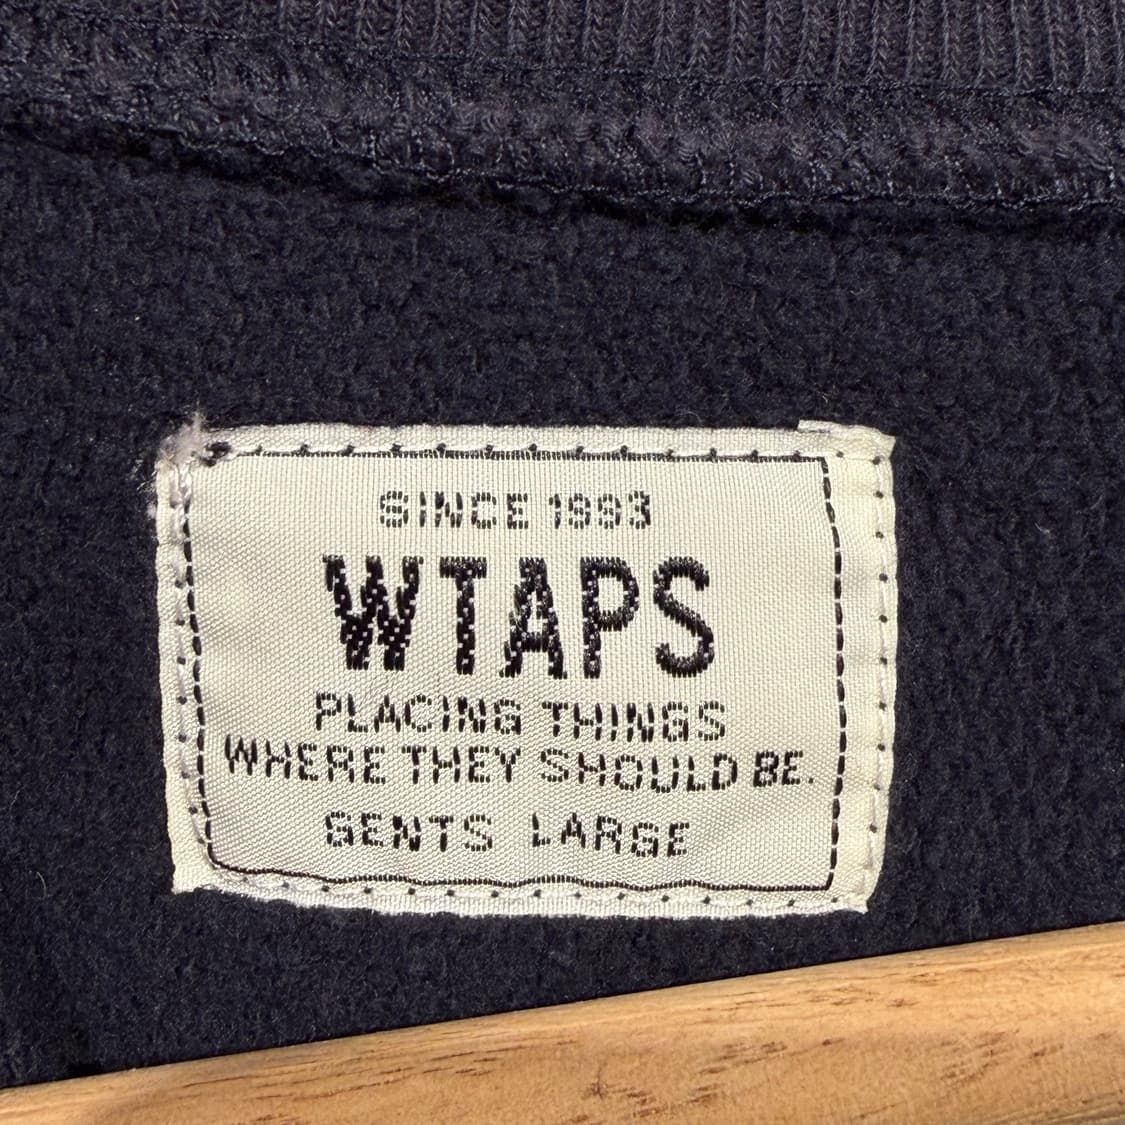 SINCE 1993
WTAPS
PLACING THINGS
WHERE THEY SHOULD BE.
GENTS LARGE